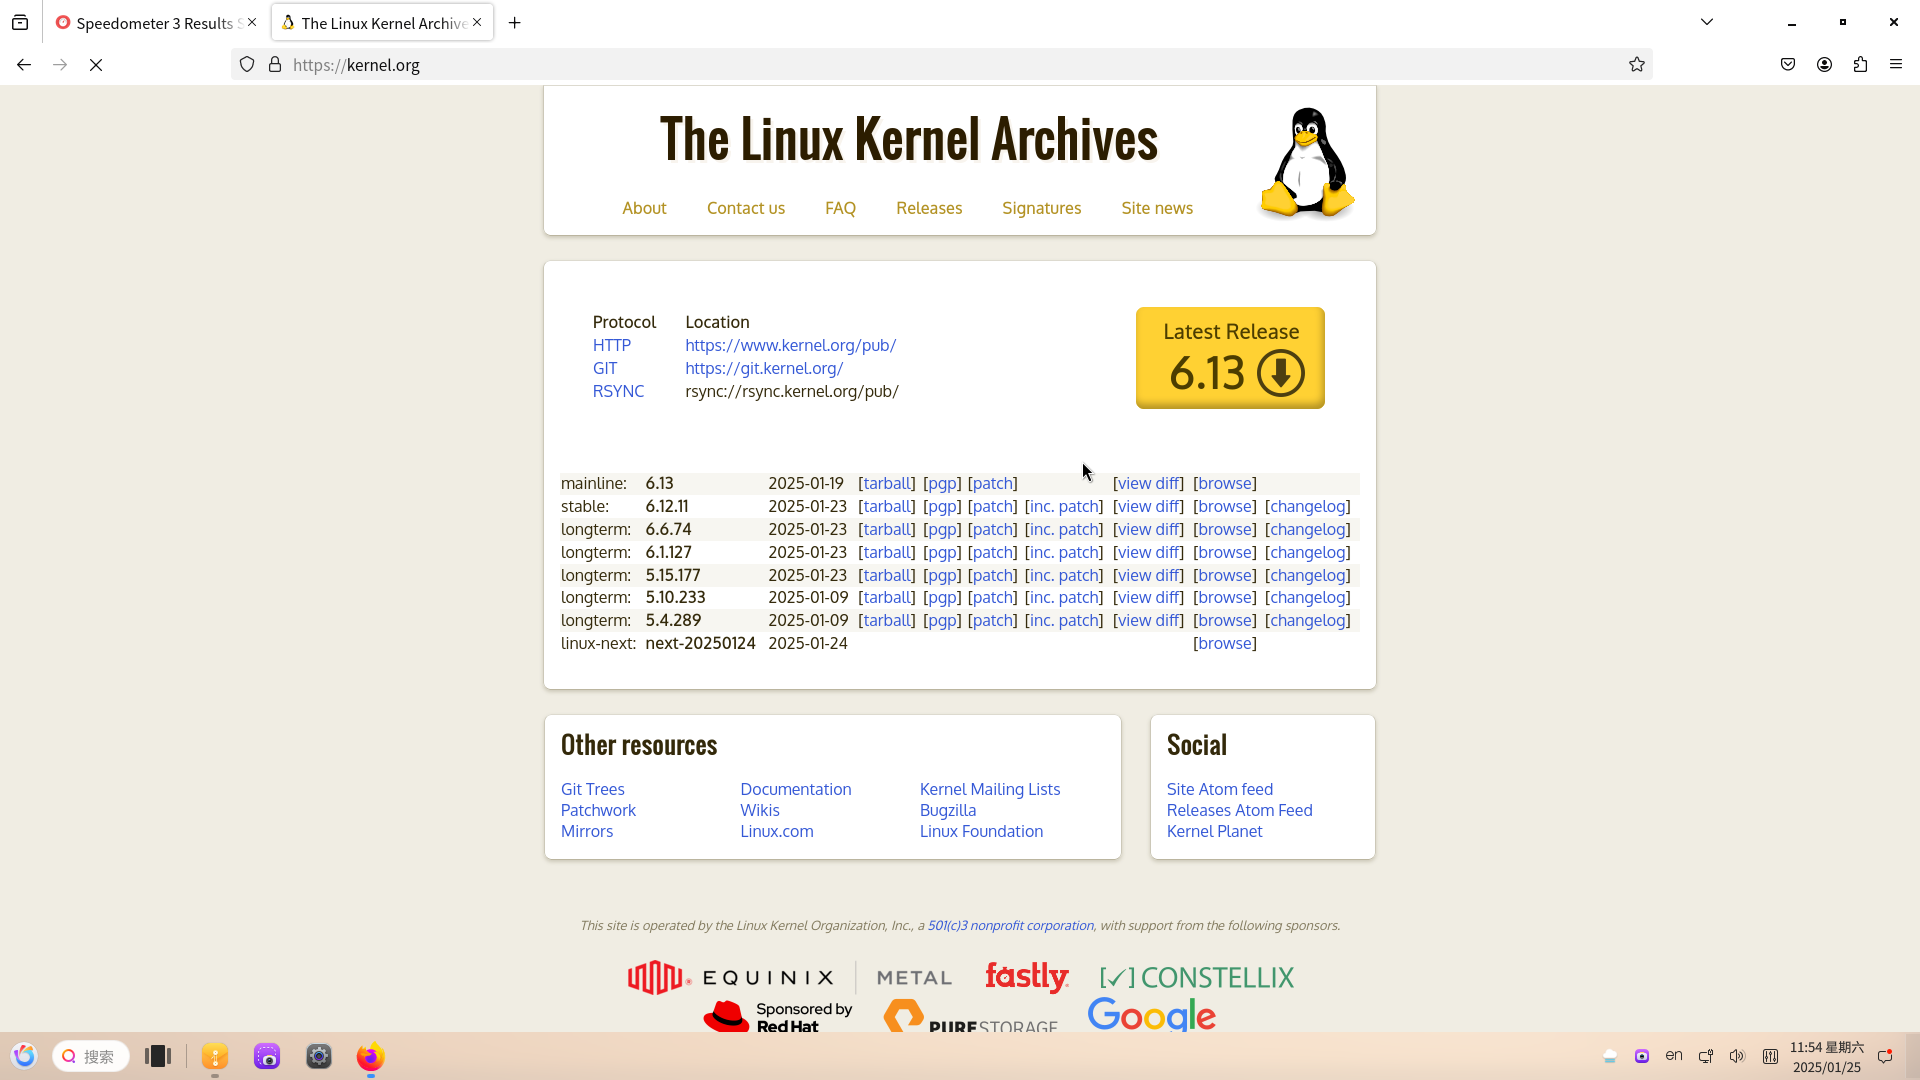 Speedometer 3 Results
The Linux Kernel Archive
https://kernel.org
The Linux Kernel Archives
About Contact us FAQ Releases Signatures Site news
Protocol Location
HTTP https://www.kernel.org/pub/
GIT https://git.kernel.org/
RSYNC rsync://rsync.kernel.org/pub/
Latest Release
6.13
mainline: 6.13 2025-01-19 [tarball] [pgp] [patch] [view diff] [browse]
stable: 6.12.11 2025-01-23 [tarball] [pgp] [patch] [inc. patch] [view diff] [browse] [changelog]
longterm: 6.6.74 2025-01-23 [tarball] [pgp] [patch] [inc. patch] [view diff] [browse] [changelog]
longterm: 6.1.127 2025-01-23 [tarball] [pgp] [patch] [inc. patch] [view diff] [browse] [changelog]
longterm: 5.15.177 2025-01-23 [tarball] [pgp] [patch] [inc. patch] [view diff] [browse] [changelog]
longterm: 5.10.233 2025-01-09 [tarball] [pgp] [patch] [inc. patch] [view diff] [browse] [changelog]
longterm: 5.4.289 2025-01-09 [tarball] [pgp] [patch] [inc. patch] [view diff] [browse] [changelog]
linux-next: next-20250124 2025-01-24 [browse]
Other resources
Git Trees Documentation Kernel Mailing Lists
Patchwork Wikis Bugzilla
Mirrors Linux.com Linux Foundation
Social
Site Atom feed
Releases Atom Feed
Kernel Planet
This site is operated by the Linux Kernel Organization, Inc., a 501(c)3 nonprofit corporation, with support from the following sponsors.
EQUINIX METAL fastly CONSTELLIX
Sponsored by
Red Hat
PURESTORAGE
Google
搜索
en
11:54 星期六
2025/01/25